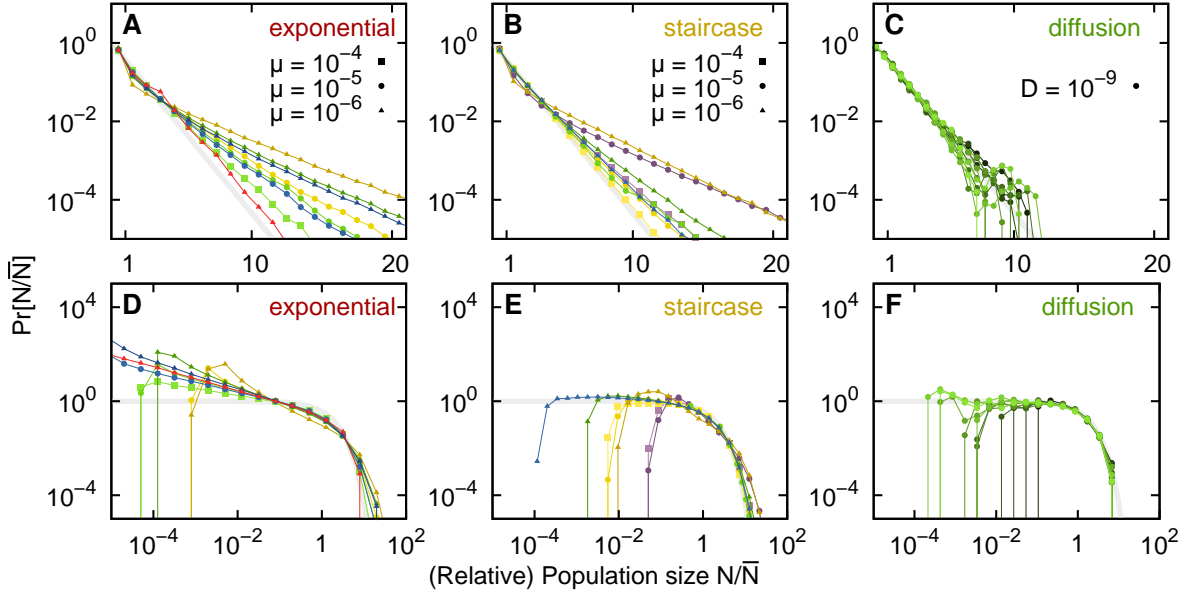 A exponential
μ = 10⁻⁴
μ = 10⁻⁵
μ = 10⁻⁶
10⁰
10⁻²
10⁻⁴
1 10 20
B staircase
μ = 10⁻⁴
μ = 10⁻⁵
μ = 10⁻⁶
10⁰
10⁻²
10⁻⁴
1 10 20
C diffusion
D = 10⁻⁹
10⁰
10⁻²
10⁻⁴
1 10 20
Pr[N/N̅]
D exponential
10⁴
10⁰
10⁻⁴
10⁻⁴ 10⁻² 1 10²
E staircase
10⁴
10⁰
10⁻⁴
10⁻⁴ 10⁻² 1 10²
F diffusion
10⁴
10⁰
10⁻⁴
10⁻⁴ 10⁻² 1 10²
(Relative) Population size N/N̅